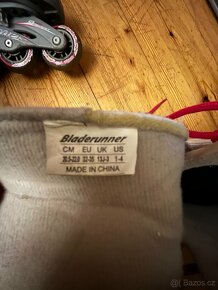 Bladerunner
CM EU UK US
20.5-22.0 32-35 13J-3 1-4
MADE IN CHINA
Bazos.cz